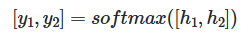 [y₁, y₂] = softmax([h₁, h₂])